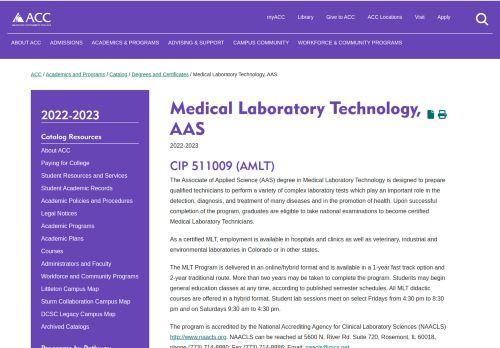 ACC
myACC Library Give to ACC ACC Locations Visit Apply
ABOUT ACC ADMISSIONS ACADEMICS & PROGRAMS ADVISING & SUPPORT CAMPUS COMMUNITY WORKFORCE & COMMUNITY PROGRAMS
ACC / Academics and Programs / Catalog / Degrees and Certificates / Medical Laboratory Technology, AAS
2022-2023
Catalog Resources
About ACC
Paying for College
Student Resources and Services
Student Academic Records
Academic Policies and Procedures
Legal Notices
Academic Programs
Academic Plans
Courses
Administrators and Faculty
Workforce and Community Programs
Littleton Campus Map
Sturm Collaboration Campus Map
DCSC Legacy Campus Map
Archived Catalogs
Programs by Pathway
Medical Laboratory Technology,
AAS
2022-2023
CIP 511009 (AMLT)
The Associate of Applied Science (AAS) degree in Medical Laboratory Technology is designed to prepare
qualified technicians to perform a variety of complex laboratory tests which play an important role in the
detection, diagnosis, and treatment of many diseases and in the promotion of health. Upon successful
completion of the program, graduates are eligible to take national examinations to become certified
Medical Laboratory Technicians.
As a certified MLT, employment is available in hospitals and clinics as well as veterinary, industrial and
environmental laboratories in Colorado or in other states.
The MLT Program is delivered in an online/hybrid format and is available in a 1-year fast track option and
2-year traditional route. More than two years may be taken to complete the program. Students may begin
general education classes at any time, according to published semester schedules. All MLT didactic
courses are offered in a hybrid format. Student lab sessions meet on select Fridays from 4:30 pm to 8:30
pm and on Saturdays 9:30 am to 4:30 pm.
The program is accredited by the National Accrediting Agency for Clinical Laboratory Sciences (NAACLS)
http://www.naacls.org. NAACLS can be reached at 5600 N. River Rd. Suite 720, Rosemont, IL 60018,
phone (773) 714-8880; Fax (773) 714-8886; Email: naacls@mcs.net